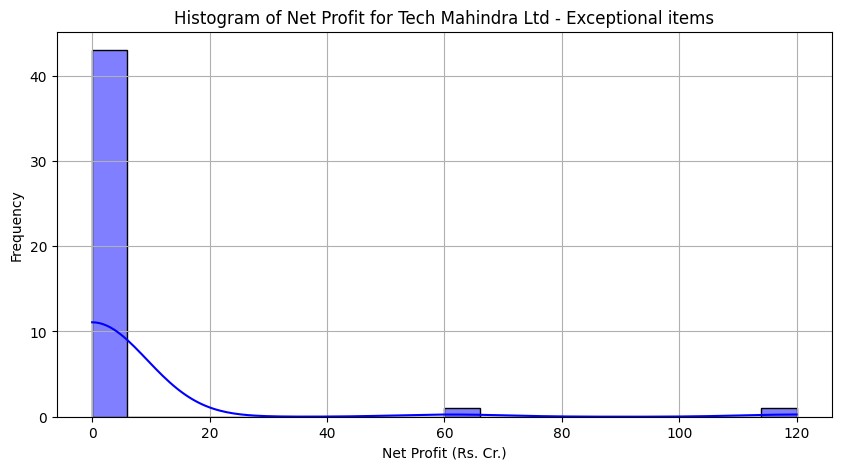 Histogram of Net Profit for Tech Mahindra Ltd - Exceptional items
Frequency
40
30
20
10
0
0 20 40 60 80 100 120
Net Profit (Rs. Cr.)